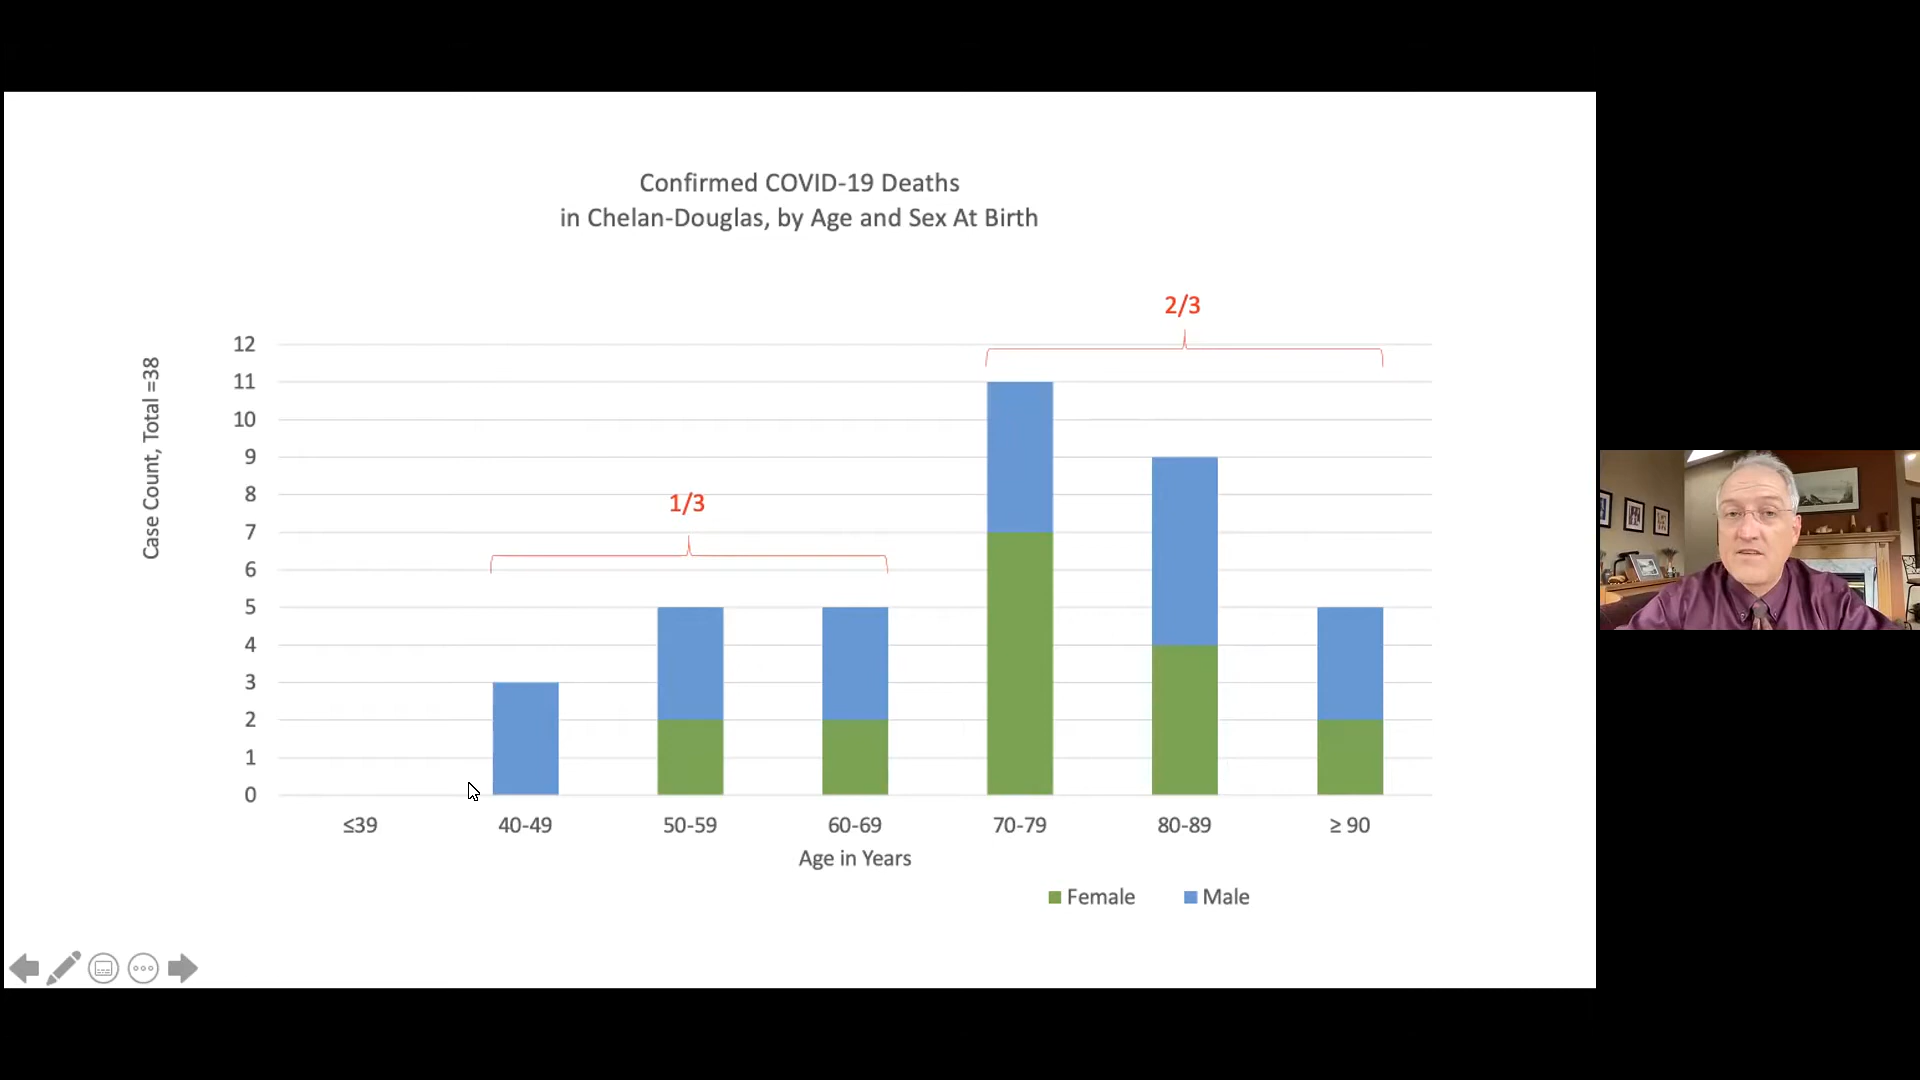 Confirmed COVID-19 Deaths
in Chelan-Douglas, by Age and Sex At Birth
2/3
1/3
Case Count, Total =38
12
11
10
9
8
7
6
5
4
3
2
1
0
≤39 40-49 50-59 60-69 70-79 80-89 ≥ 90
Age in Years
Female Male